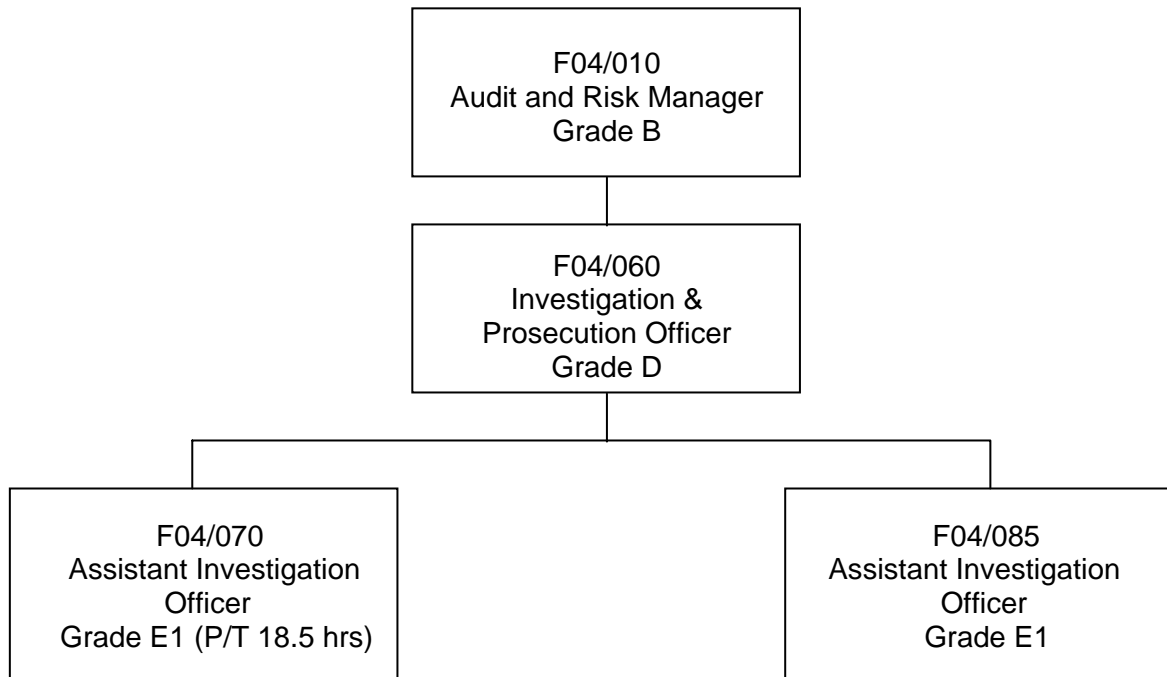 F04/010
Audit and Risk Manager
Grade B
F04/060
Investigation &
Prosecution Officer
Grade D
F04/070
Assistant Investigation
Officer
Grade E1 (P/T 18.5 hrs)
F04/085
Assistant Investigation
Officer
Grade E1